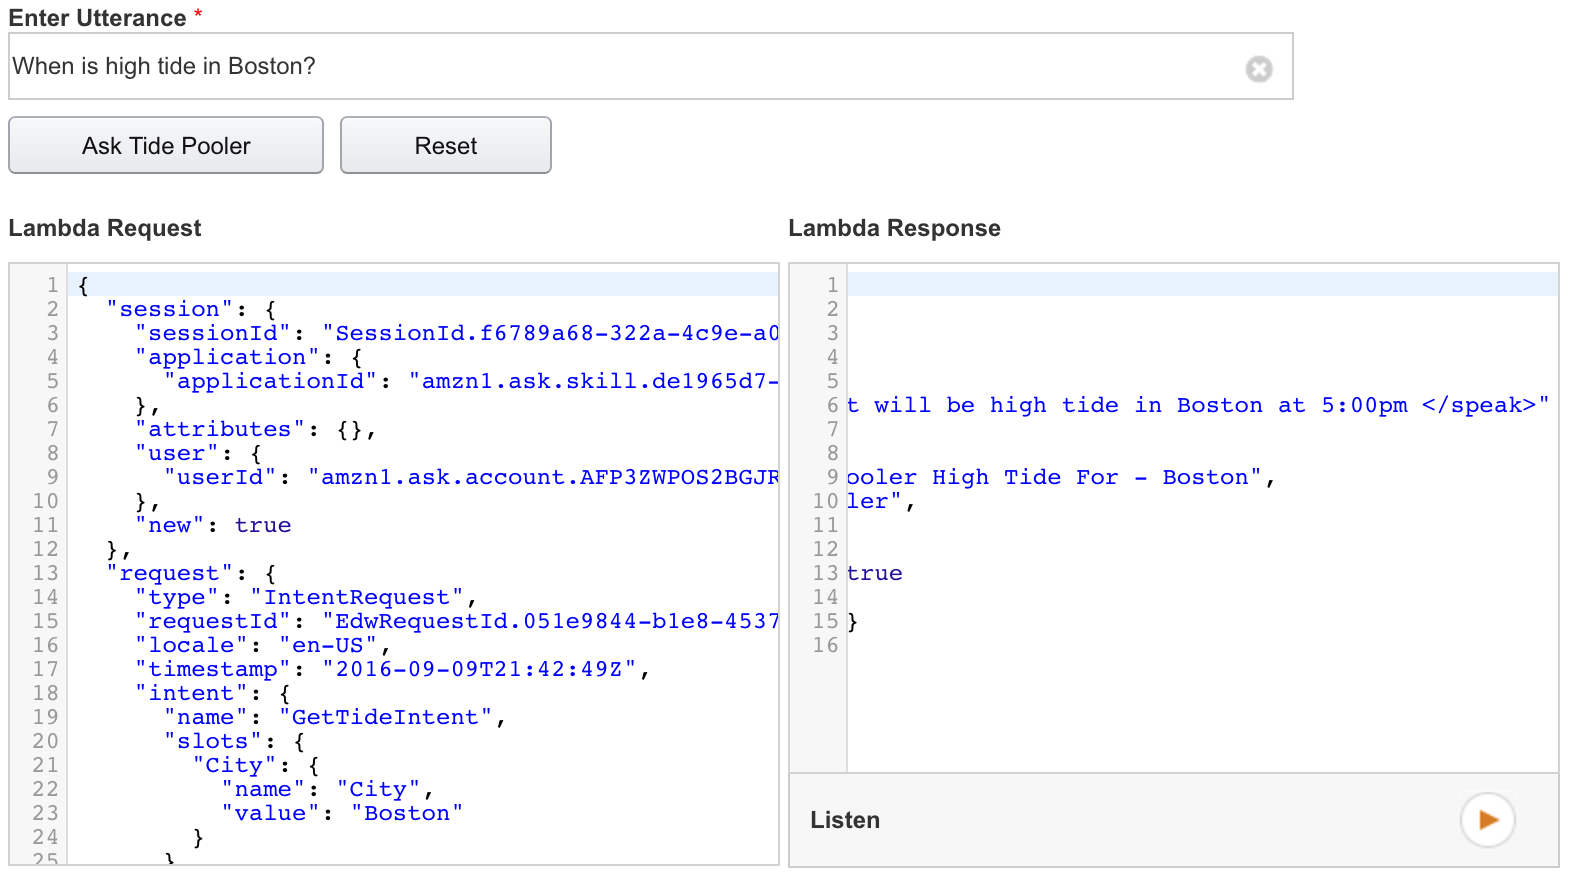 Enter Utterance *
When is high tide in Boston?
Ask Tide Pooler
Reset
Lambda Request
1 {
2 "session": {
3 "sessionId": "SessionId.f6789a68-322a-4c9e-a0
4 "application": {
5 "applicationId": "amzn1.ask.skill.de1965d7-
6 },
7 "attributes": {},
8 "user": {
9 "userId": "amzn1.ask.account.AFP3ZWPOS2BGJR
10 },
11 "new": true
12 },
13 "request": {
14 "type": "IntentRequest",
15 "requestId": "EdwRequestId.051e9844-b1e8-4537
16 "locale": "en-US",
17 "timestamp": "2016-09-09T21:42:49Z",
18 "intent": {
19 "name": "GetTideIntent",
20 "slots": {
21 "City": {
22 "name": "City",
23 "value": "Boston"
24 }
25 }
Lambda Response
1
2
3
4
5
6 t will be high tide in Boston at 5:00pm </speak>"
7
8
9 ooler High Tide For - Boston",
10 ler",
11
12
13 true
14
15 }
16
Listen